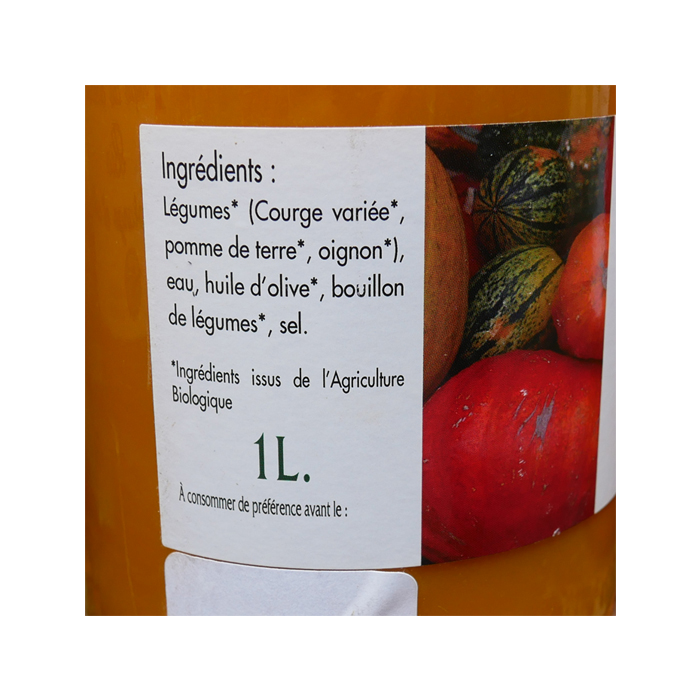 Ingrédients :
Légumes* (Courge variée*,
pomme de terre*, oignon*),
eau, huile d'olive*, bouillon
de légumes*, sel.
*Ingrédients issus de l'Agriculture
Biologique
1L.
À consommer de préférence avant le :